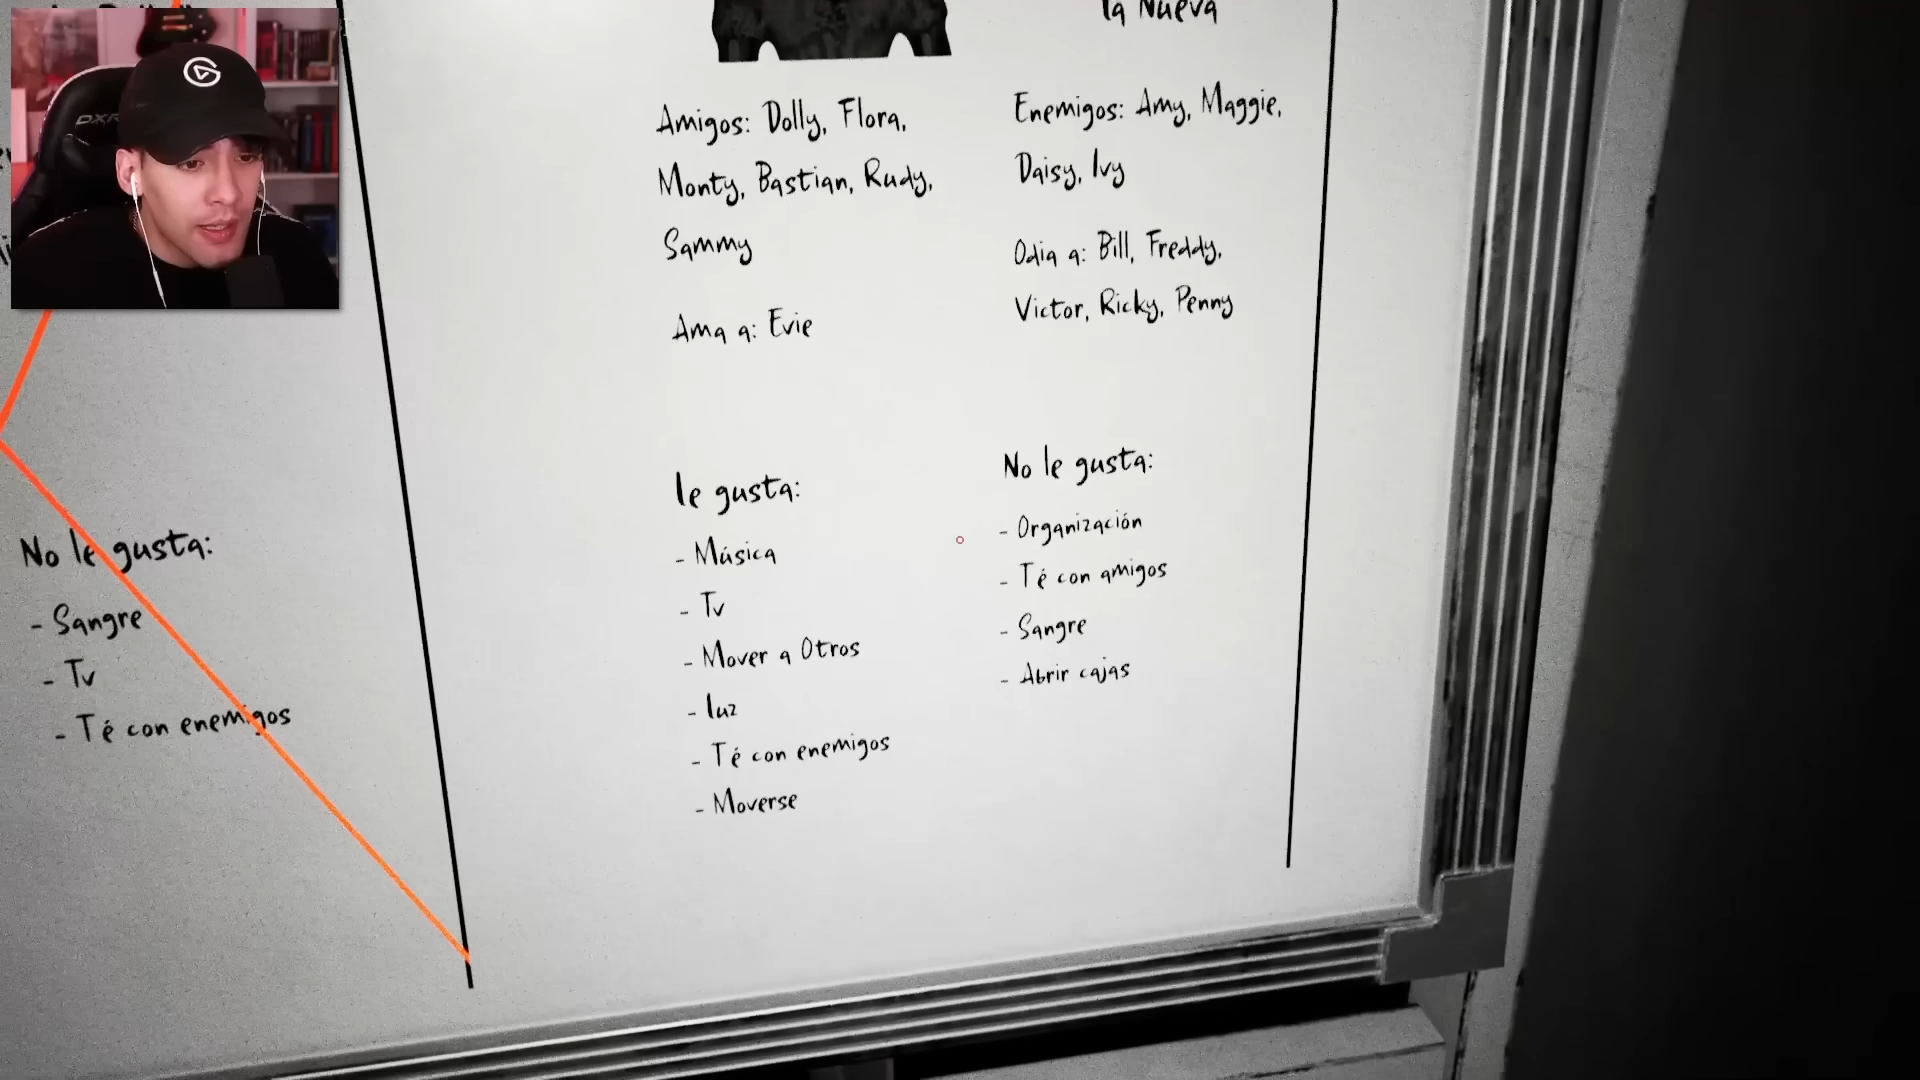 la Nueva
Amigos: Dolly, Flora,
Monty, Bastian, Rudy,
Sammy
Ama a: Evie
Enemigos: Amy, Maggie,
Daisy, Ivy
Odia a: Bill, Freddy,
Victor, Ricky, Penny
No le gusta:
- Sangre
- Tv
- Té con enemigos
le gusta:
- Música
- Tv
- Mover a Otros
- luz
- Té con enemigos
- Moverse
No le gusta:
- Organización
- Té con amigos
- Sangre
- Abrir cajas